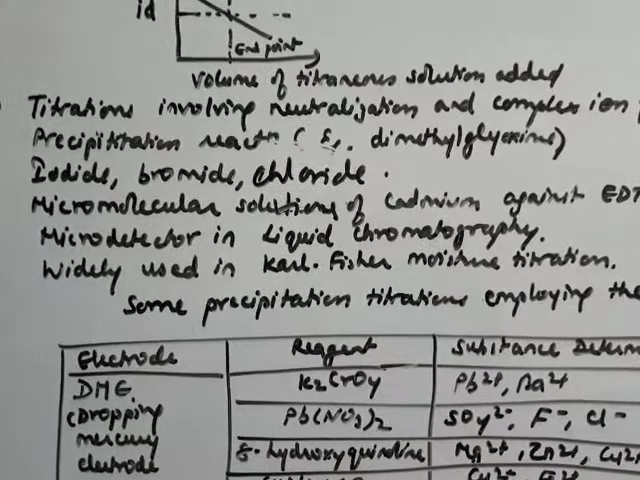 id
End point
Volume of titraneous solution added
Titrations involving neutralization and complex ion
Precipitation reactn ( dimethylglyoxime)
Iodide, bromide, chloride.
Micromolecular solutions of Cadmium against EDT
Microdetector in Liquid Chromatography.
Widely used in Karl. Fisher moisture titration.
Some precipitation titrations employing the
Electrode Reagent Substance Determ
DME K2CrO4 Pb2+, Ba2+
(Dropping Pb(NO3)2 SO42-, F-, Cl-
mercury
electrode 8-hydroxyquinoline Mg2+, Zn2+, Cu2+